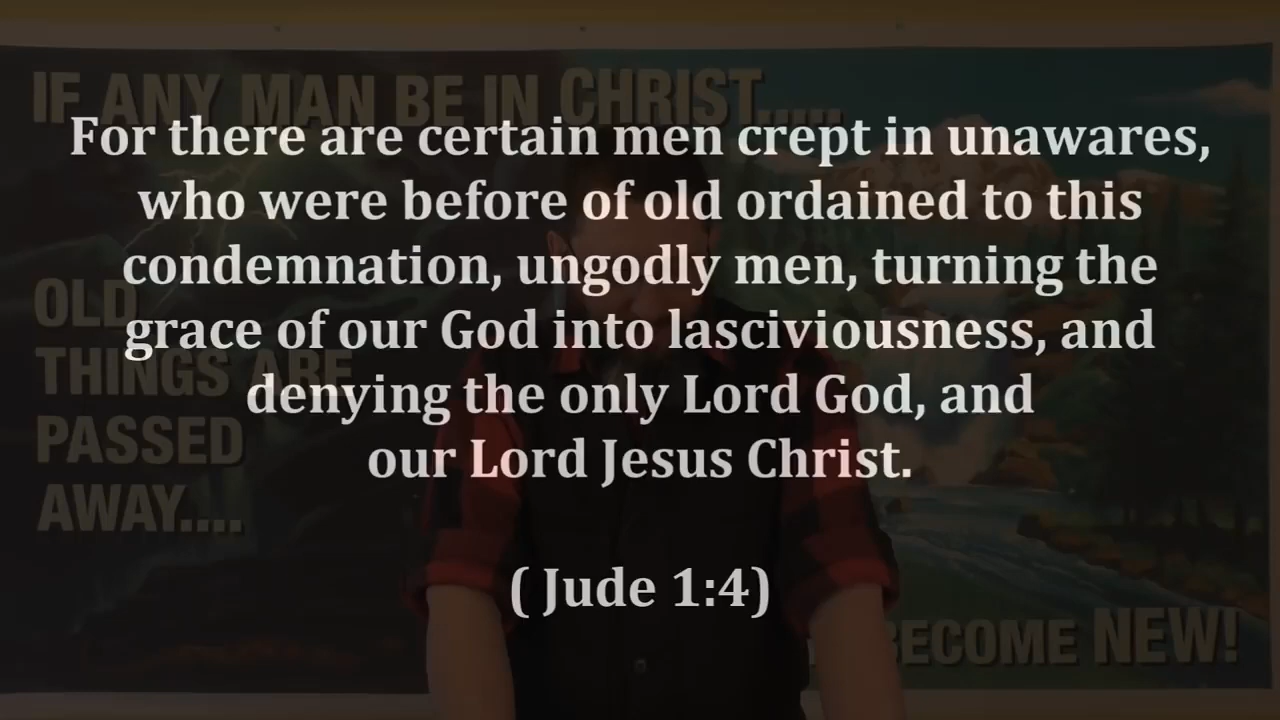 IF ANY MAN BE IN CHRIST.....
For there are certain men crept in unawares,
who were before of old ordained to this
condemnation, ungodly men, turning the
grace of our God into lasciviousness, and
denying the only Lord God, and
our Lord Jesus Christ.
( Jude 1:4)
OLD
THINGS ARE
PASSED
AWAY....
BECOME NEW!